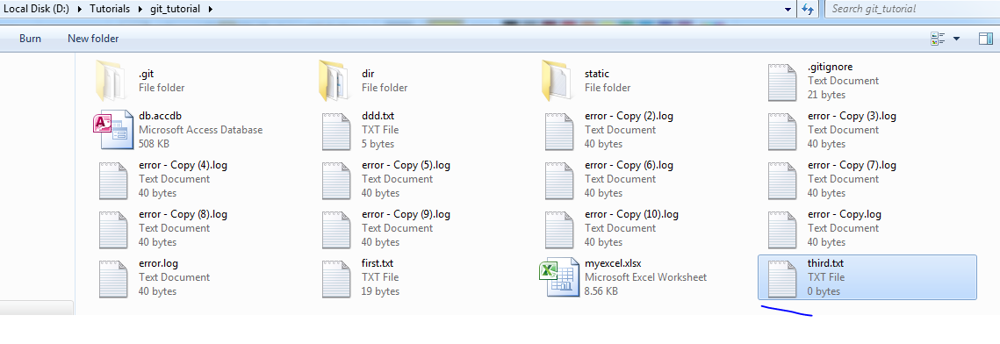 Local Disk (D:) ▸ Tutorials ▸ git_tutorial ▸
Search git_tutorial
Burn New folder
.git
File folder
dir
File folder
static
File folder
.gitignore
Text Document
21 bytes
db.accdb
Microsoft Access Database
508 KB
ddd.txt
TXT File
5 bytes
error - Copy (2).log
Text Document
40 bytes
error - Copy (3).log
Text Document
40 bytes
error - Copy (4).log
Text Document
40 bytes
error - Copy (5).log
Text Document
40 bytes
error - Copy (6).log
Text Document
40 bytes
error - Copy (7).log
Text Document
40 bytes
error - Copy (8).log
Text Document
40 bytes
error - Copy (9).log
Text Document
40 bytes
error - Copy (10).log
Text Document
40 bytes
error - Copy.log
Text Document
40 bytes
error.log
Text Document
40 bytes
first.txt
TXT File
19 bytes
myexcel.xlsx
Microsoft Excel Worksheet
8.56 KB
third.txt
TXT File
0 bytes